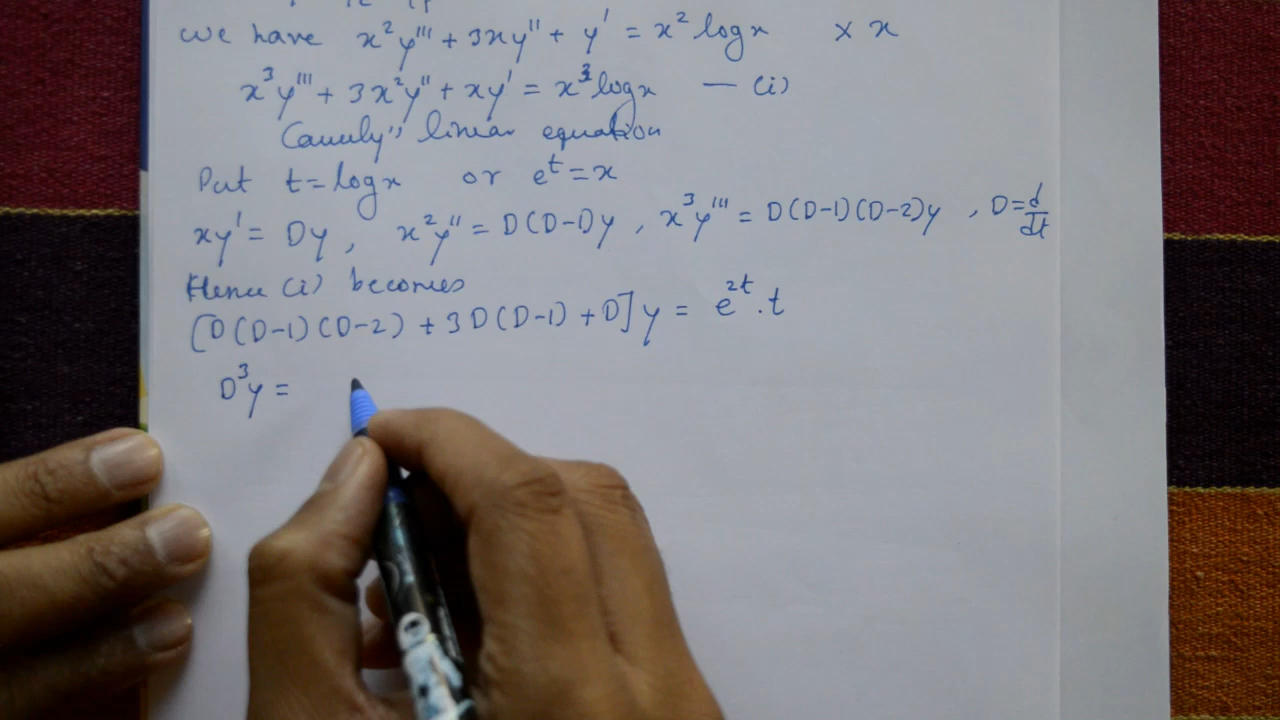 we have x²y''' + 3xy'' + y' = x² log x × x
x³y''' + 3x²y'' + xy' = x³ log x — (i)
Cauchy's linear equation
Put t = log x or eᵗ = x
xy' = Dy, x²y'' = D(D-1)y, x³y''' = D(D-1)(D-2)y, D = d/dt
Hence (i) becomes
[D(D-1)(D-2) + 3D(D-1) + D]y = e²ᵗ.t
D³y =